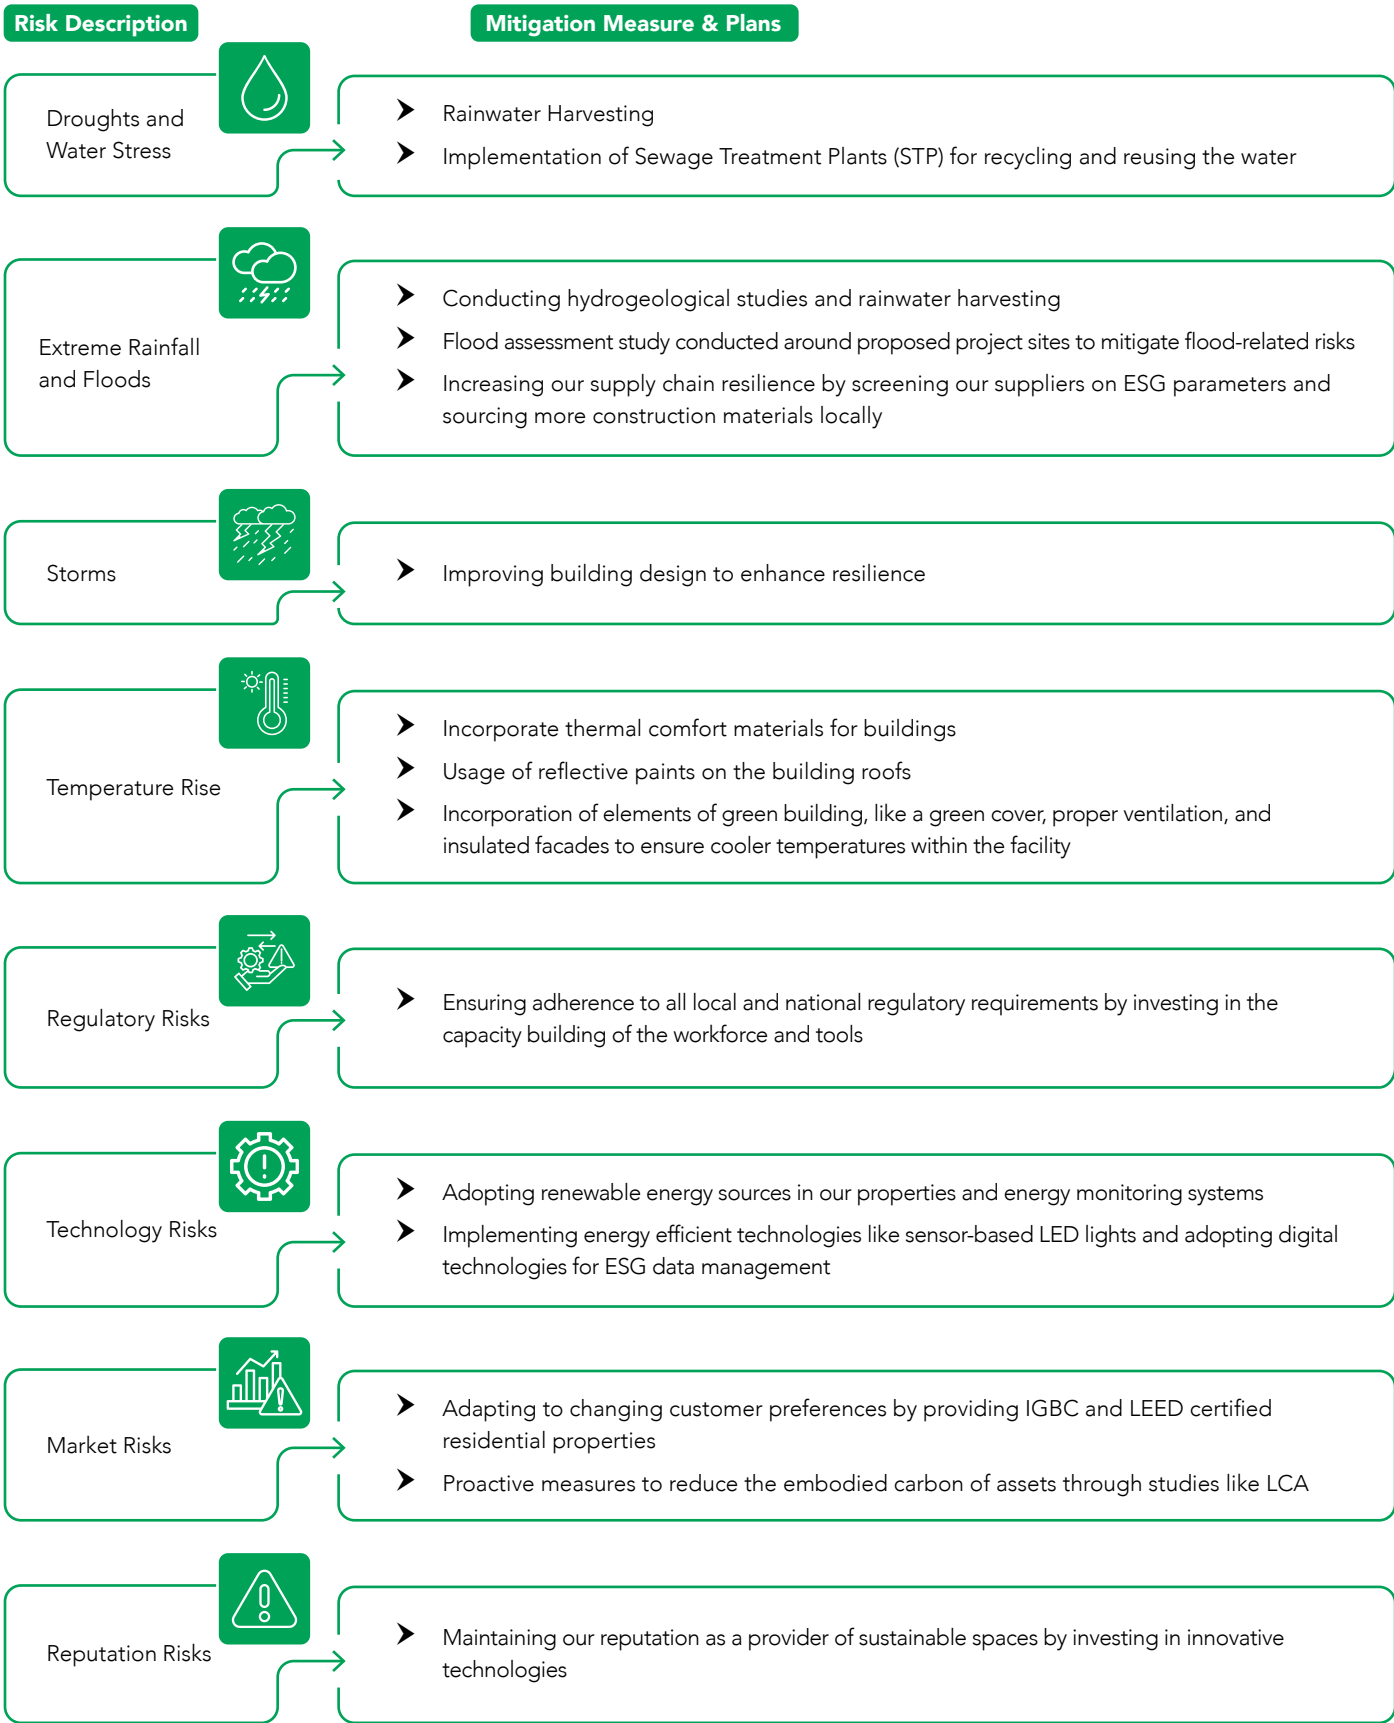 Risk Description
Mitigation Measure & Plans
Droughts and
Water Stress
Rainwater Harvesting
Implementation of Sewage Treatment Plants (STP) for recycling and reusing the water
Extreme Rainfall
and Floods
Conducting hydrogeological studies and rainwater harvesting
Flood assessment study conducted around proposed project sites to mitigate flood-related risks
Increasing our supply chain resilience by screening our suppliers on ESG parameters and
sourcing more construction materials locally
Storms
Improving building design to enhance resilience
Temperature Rise
Incorporate thermal comfort materials for buildings
Usage of reflective paints on the building roofs
Incorporation of elements of green building, like a green cover, proper ventilation, and
insulated facades to ensure cooler temperatures within the facility
Regulatory Risks
Ensuring adherence to all local and national regulatory requirements by investing in the
capacity building of the workforce and tools
Technology Risks
Adopting renewable energy sources in our properties and energy monitoring systems
Implementing energy efficient technologies like sensor-based LED lights and adopting digital
technologies for ESG data management
Market Risks
Adapting to changing customer preferences by providing IGBC and LEED certified
residential properties
Proactive measures to reduce the embodied carbon of assets through studies like LCA
Reputation Risks
Maintaining our reputation as a provider of sustainable spaces by investing in innovative
technologies